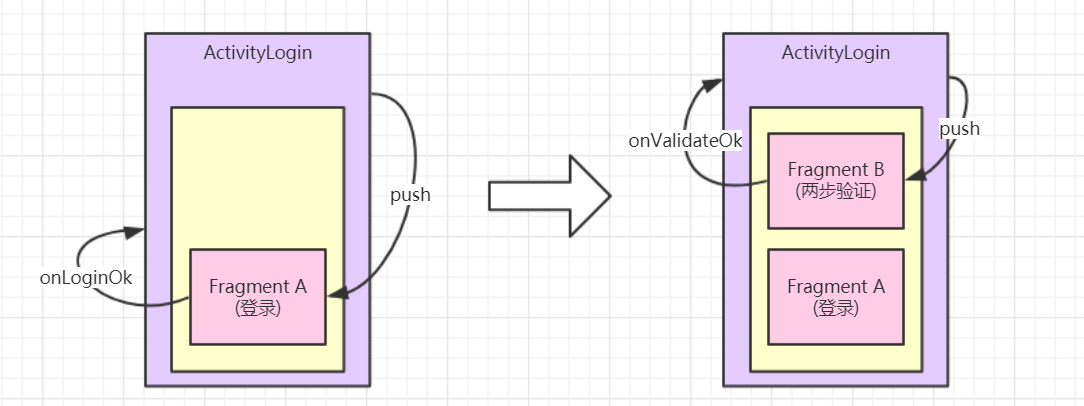 ActivityLogin
push
onLoginOk
Fragment A
(登录)
ActivityLogin
push
onValidateOk
Fragment B
(两步验证)
Fragment A
(登录)